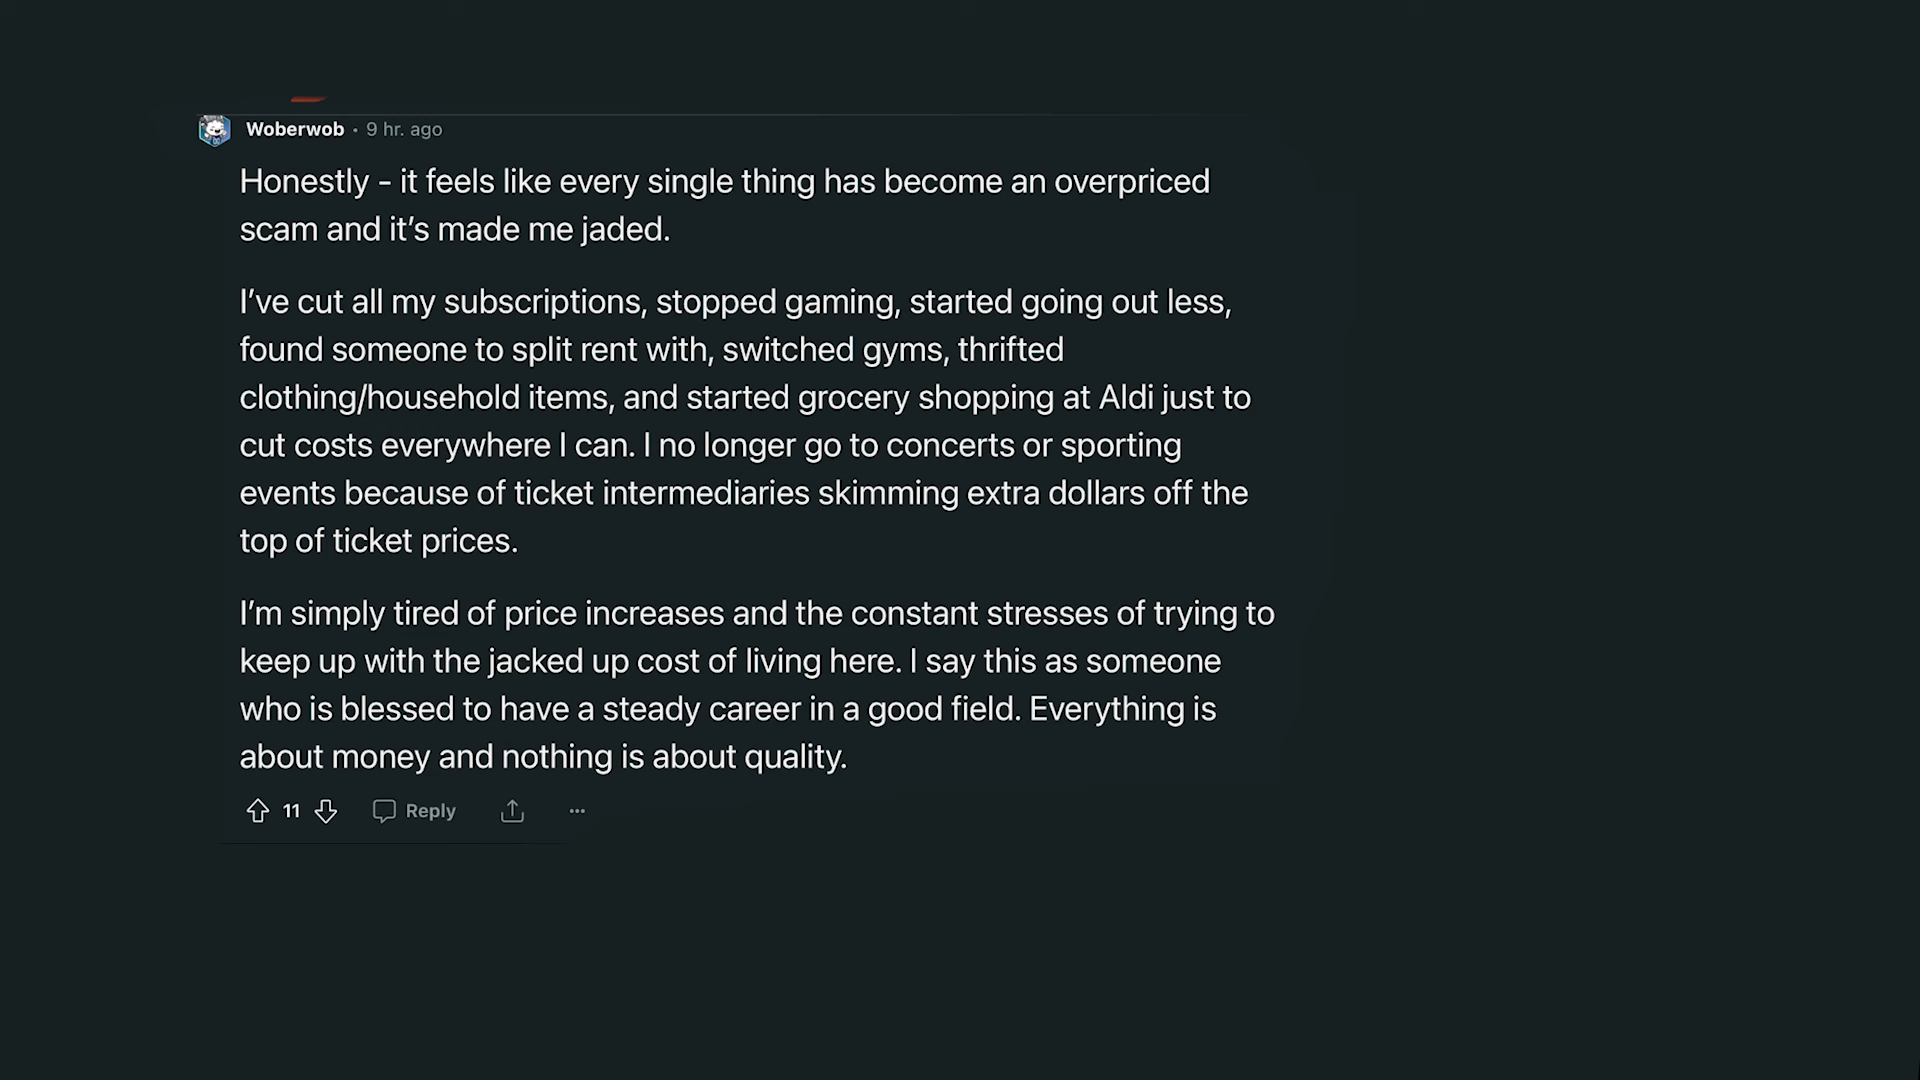 Woberwob · 9 hr. ago
Honestly - it feels like every single thing has become an overpriced
scam and it’s made me jaded.
I’ve cut all my subscriptions, stopped gaming, started going out less,
found someone to split rent with, switched gyms, thrifted
clothing/household items, and started grocery shopping at Aldi just to
cut costs everywhere I can. I no longer go to concerts or sporting
events because of ticket intermediaries skimming extra dollars off the
top of ticket prices.
I’m simply tired of price increases and the constant stresses of trying to
keep up with the jacked up cost of living here. I say this as someone
who is blessed to have a steady career in a good field. Everything is
about money and nothing is about quality.
11 Reply ...